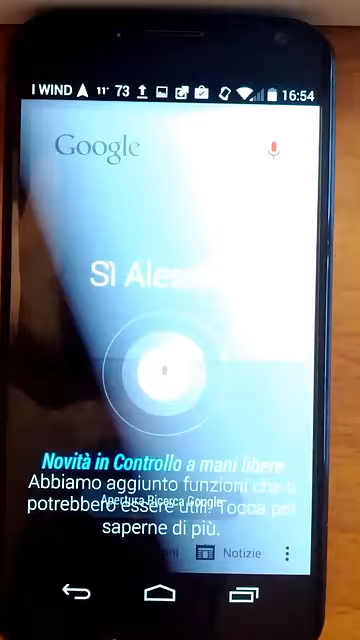 I WIND 11° 73 16:54
Google
Sì
Novità in Controllo a mani libere
Abbiamo aggiunto funzioni che ti
Apertura Ricerca Google
potrebbero essere utili. Tocca per
saperne di più.
Notizie